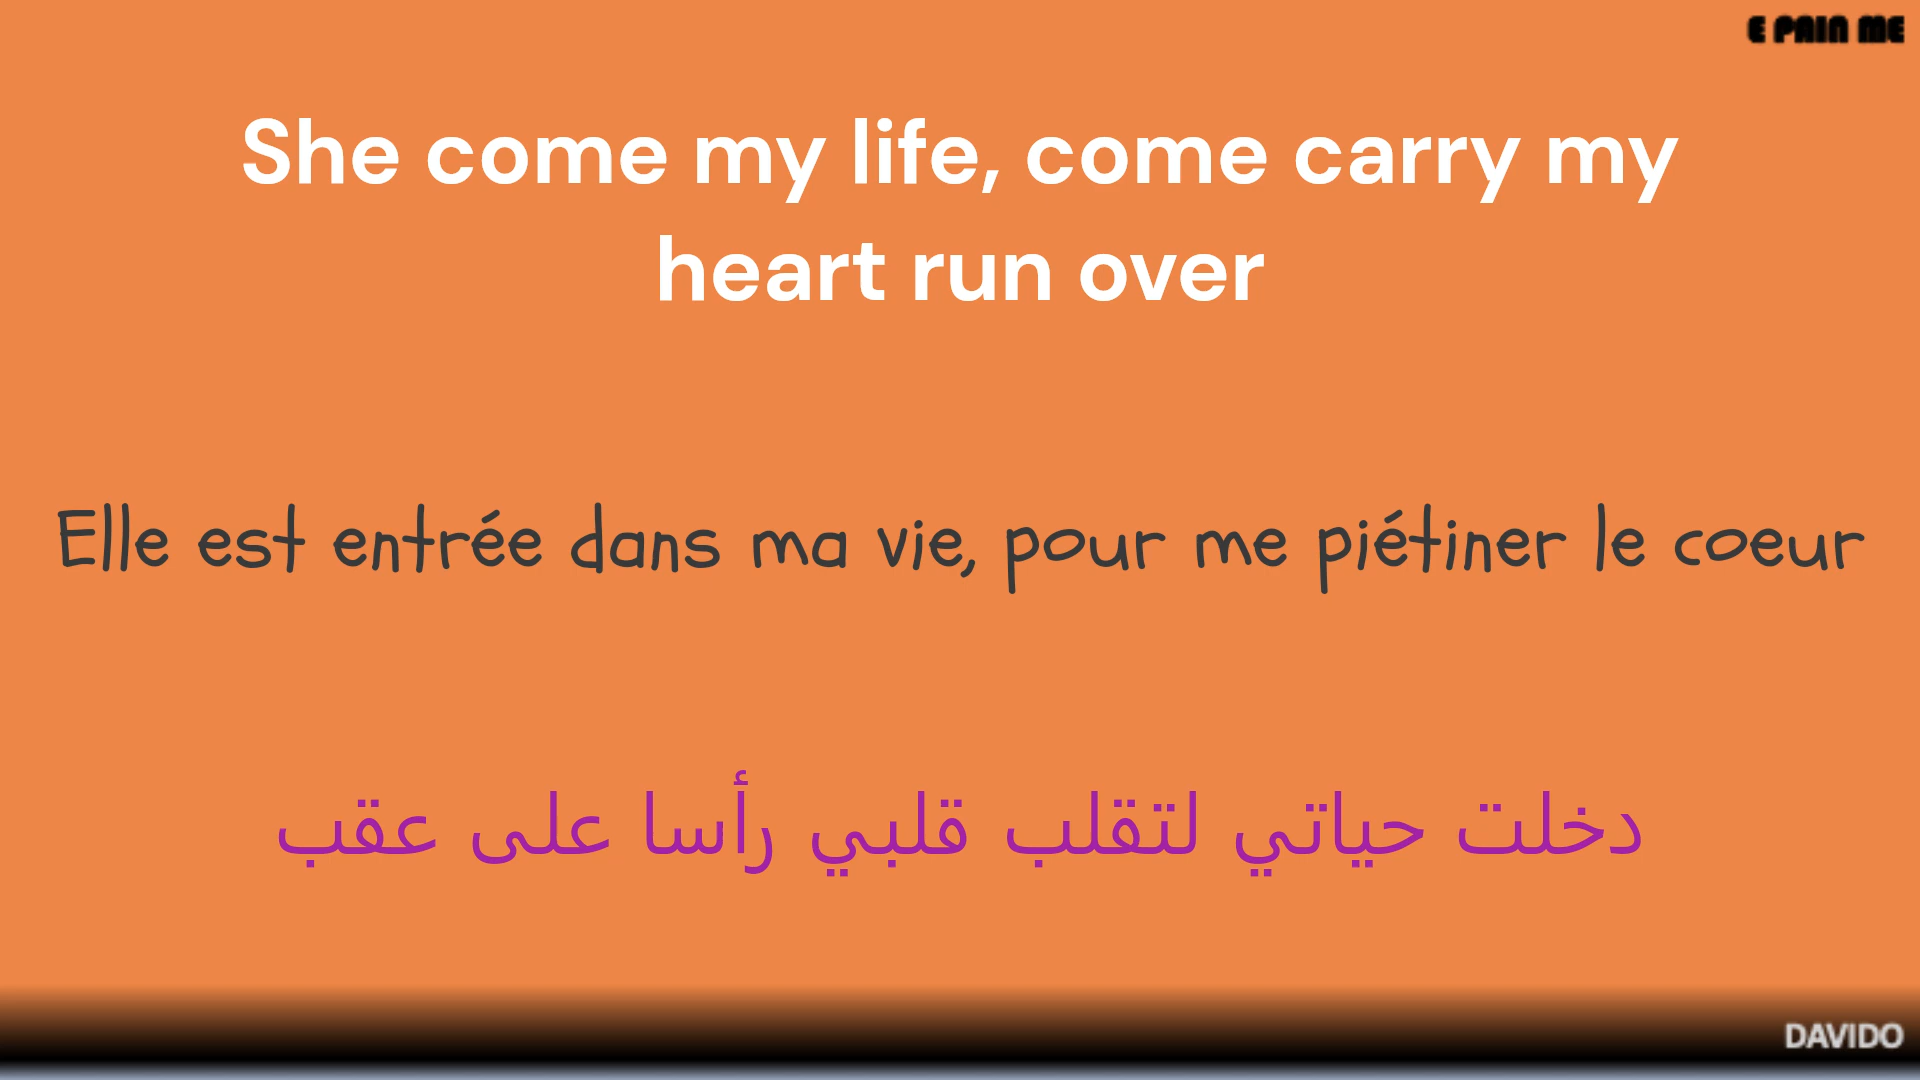 E PAIN ME
She come my life, come carry my
heart run over
Elle est entrée dans ma vie, pour me piétiner le coeur
دخلت حياتي لتقلب قلبي رأسا على عقب
DAVIDO